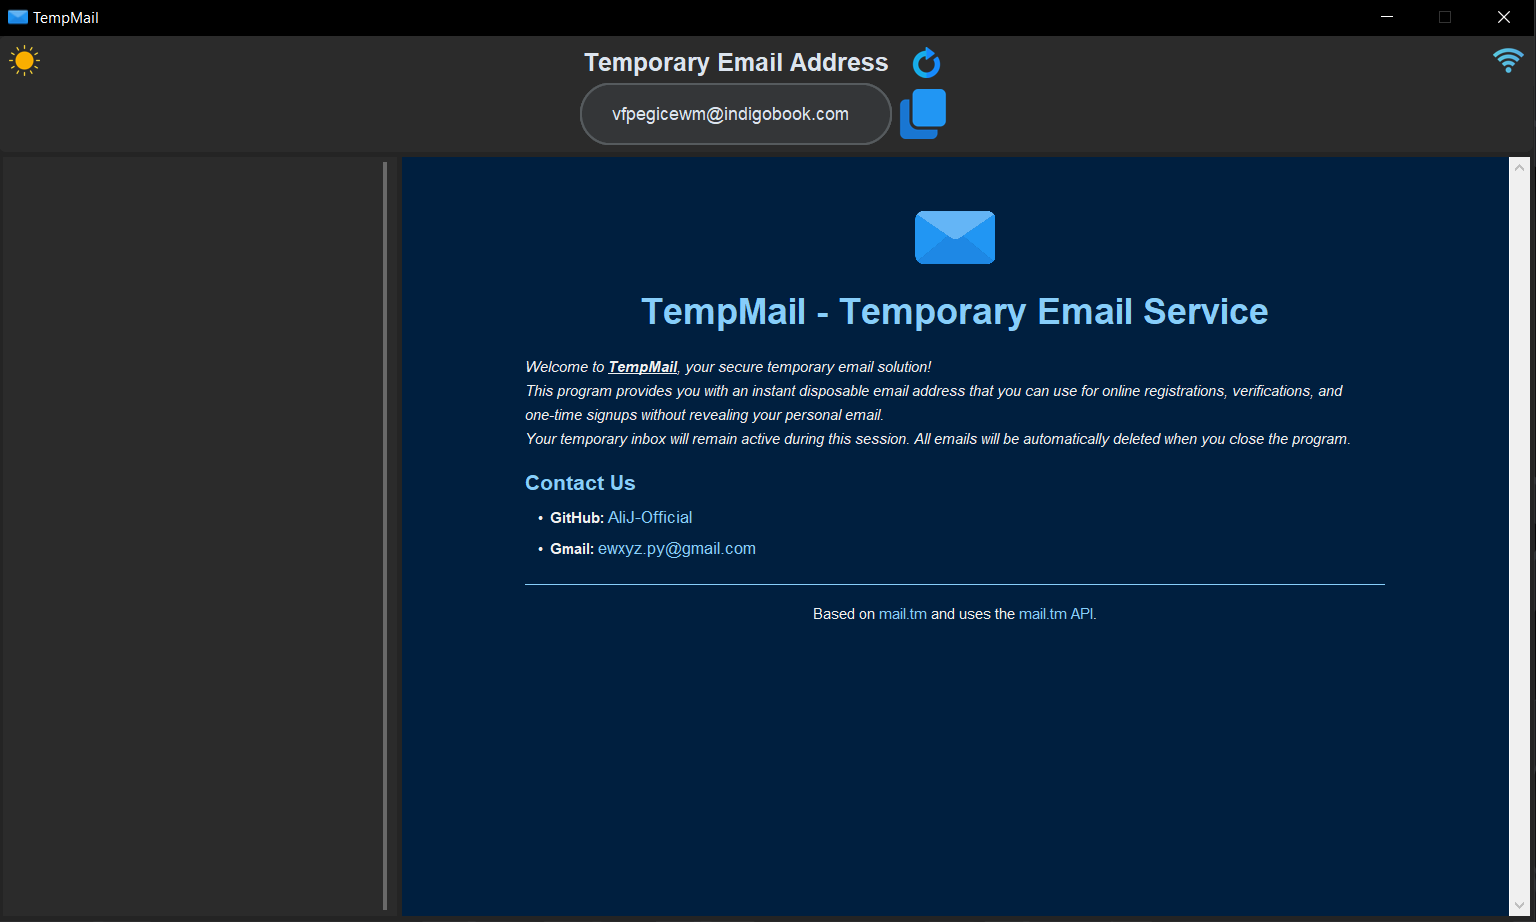 TempMail
Temporary Email Address
vfpegicewm@indigobook.com
TempMail - Temporary Email Service
Welcome to TempMail, your secure temporary email solution!
This program provides you with an instant disposable email address that you can use for online registrations, verifications, and
one-time signups without revealing your personal email.
Your temporary inbox will remain active during this session. All emails will be automatically deleted when you close the program.
Contact Us
• GitHub: AliJ-Official
• Gmail: ewxyz.py@gmail.com
Based on mail.tm and uses the mail.tm API.